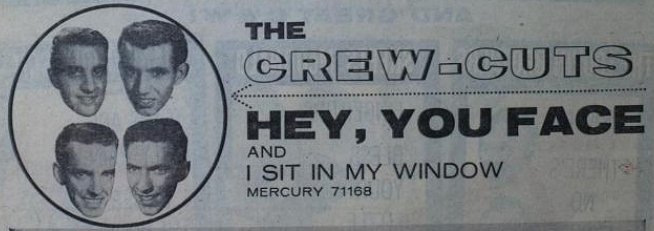 THE
CREW-CUTS
HEY, YOU FACE
AND
I SIT IN MY WINDOW
MERCURY 71168